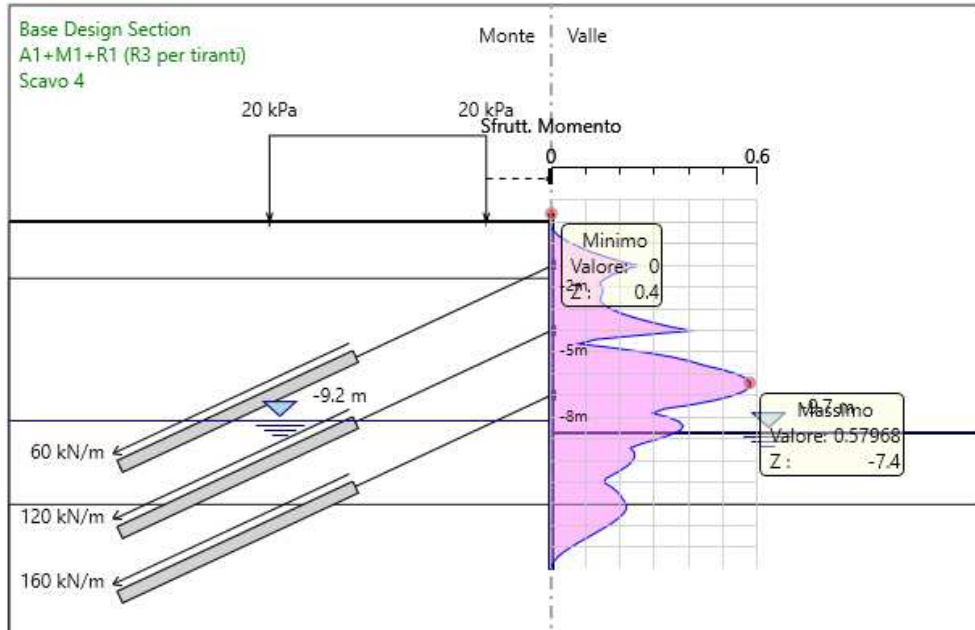 Base Design Section
A1+M1+R1 (R3 per tiranti)
Scavo 4
Monte
Valle
20 kPa
20 kPa
Sfrutt. Momento
0
0.6
Minimo
Valore: 0
Z : 0.4
-2m
-5m
-8m
-9.2 m
-9.7 m
Massimo
Valore: 0.57968
Z : -7.4
60 kN/m
120 kN/m
160 kN/m